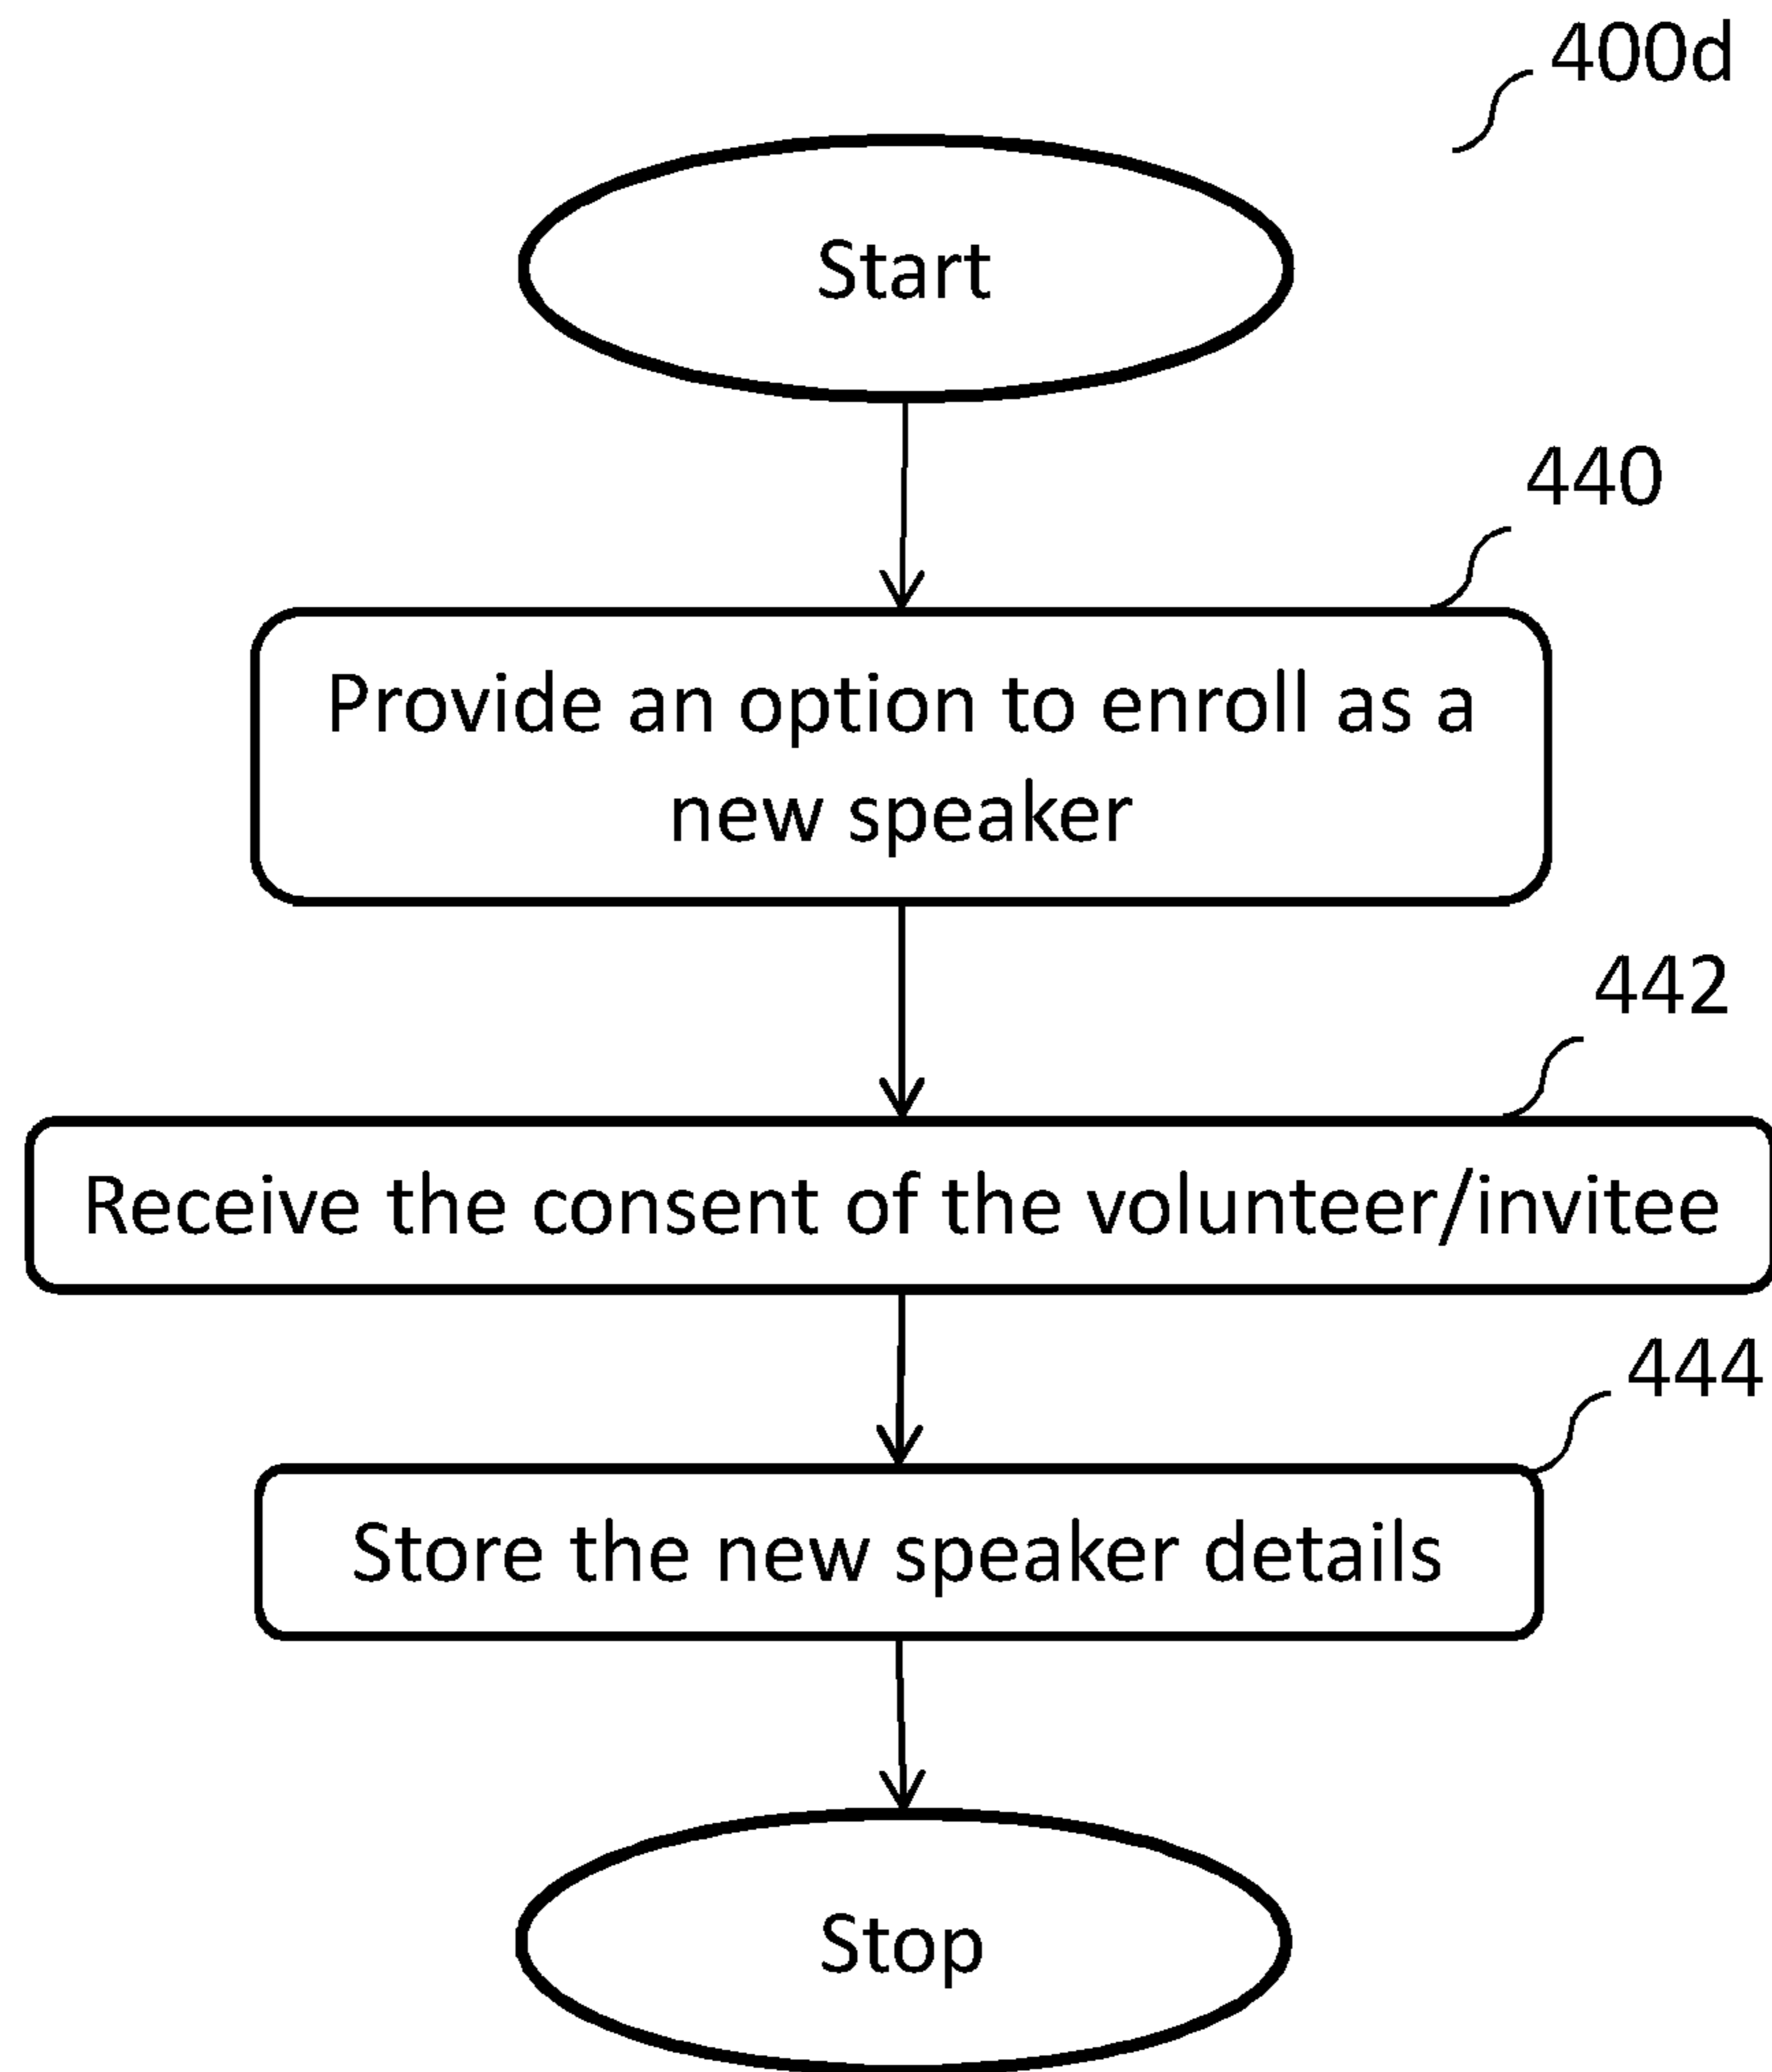 400d
Start
440
Provide an option to enroll as a
new speaker
442
Receive the consent of the volunteer/invitee
444
Store the new speaker details
Stop